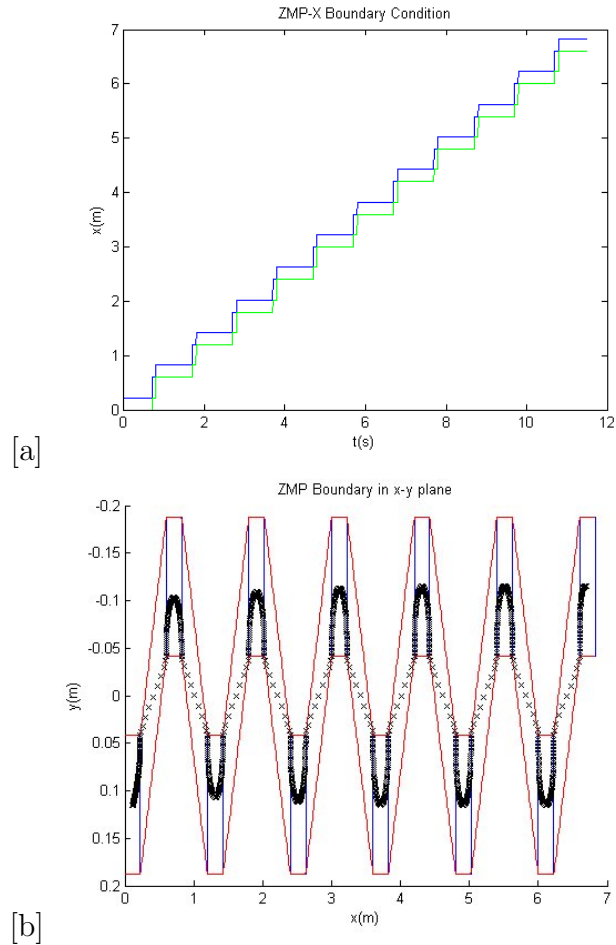 ZMP-X Boundary Condition
7
6
5
4
3
2
1
0
x(m)
0 2 4 6 8 10 12
t(s)
[a]
ZMP Boundary in x-y plane
-0.2
-0.15
-0.1
-0.05
0
0.05
0.1
0.15
0.2
y(m)
0 1 2 3 4 5 6 7
x(m)
[b]